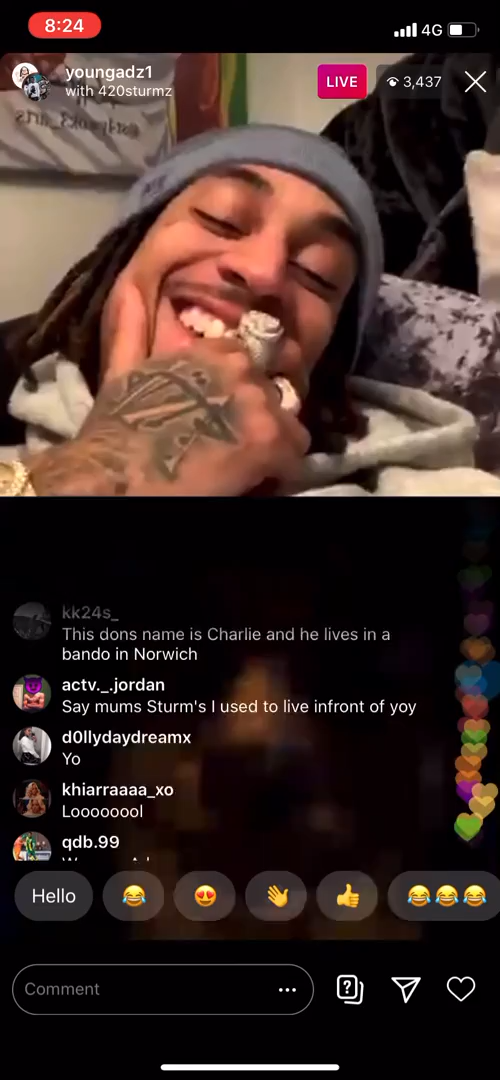 8:24
4G
youngadz1
with 420sturmz
LIVE
3,437
kk24s_
This dons name is Charlie and he lives in a
bando in Norwich
actv._.jordan
Say mums Sturm's I used to live infront of yoy
d0llydaydreamx
Yo
khiarraaaa_xo
Loooooool
qdb.99
Hello
Comment